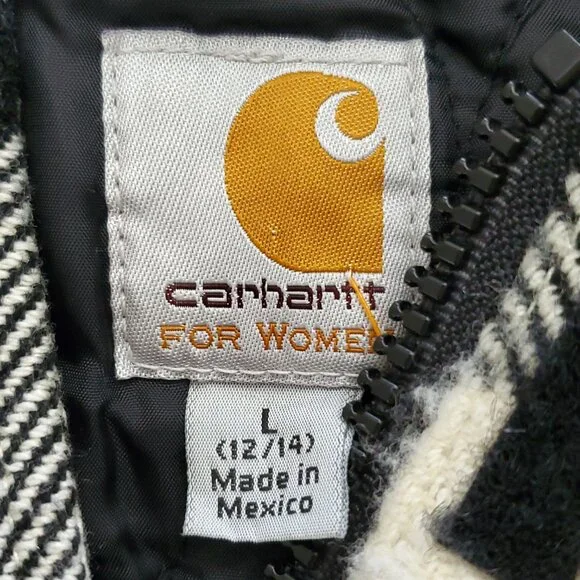 carhartt
FOR WOMEN
L
(12/14)
Made in
Mexico